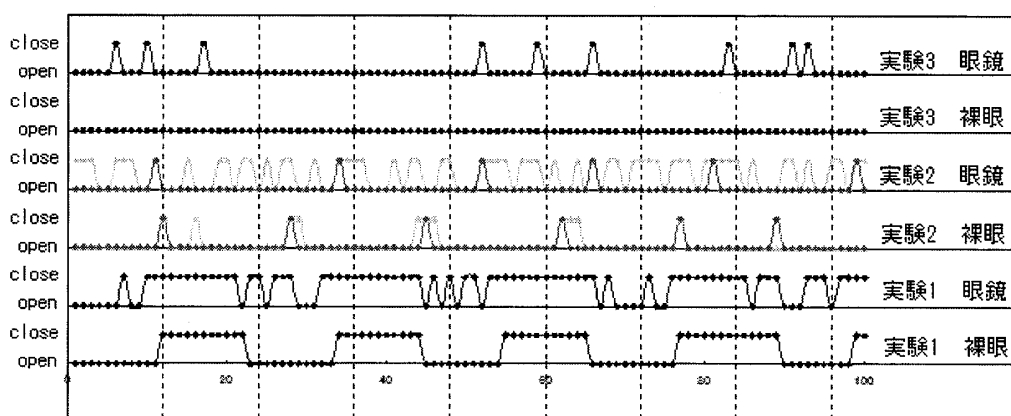 close
open 実験3 眼鏡
close
open 実験3 裸眼
close
open 実験2 眼鏡
close
open 実験2 裸眼
close
open 実験1 眼鏡
close
open 実験1 裸眼
0 20 40 60 80 100